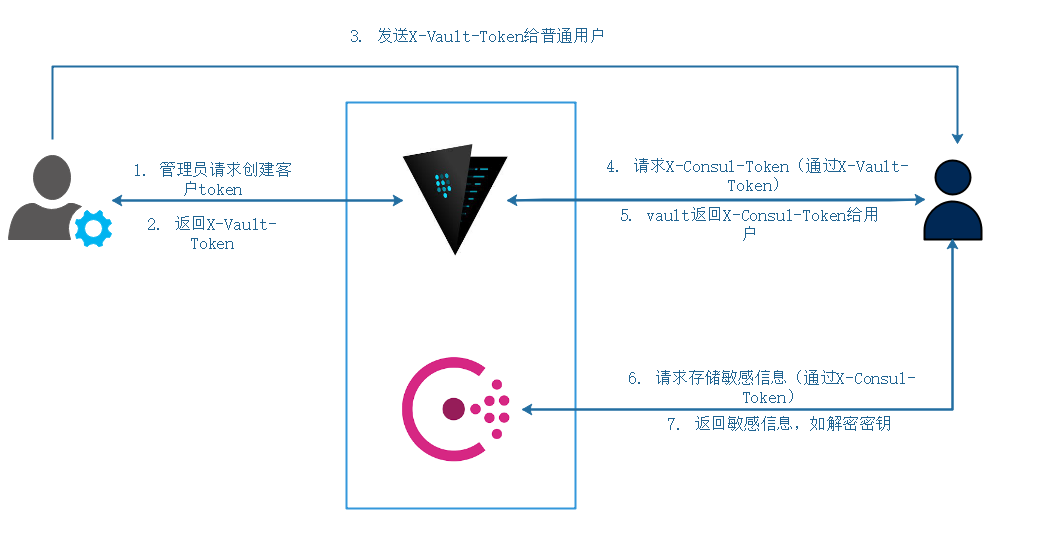 3. 发送X-Vault-Token给普通用户
1. 管理员请求创建客
户token
2. 返回X-Vault-
Token
4. 请求X-Consul-Token（通过X-Vault-
Token）
5. vault返回X-Consul-Token给用
户
6. 请求存储敏感信息（通过X-Consul-
Token）
7. 返回敏感信息，如解密密钥